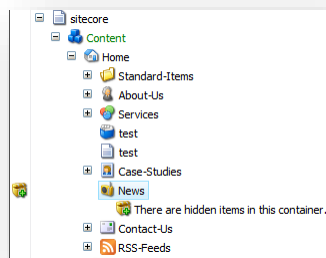 sitecore
Content
Home
Standard-Items
About-Us
Services
test
test
Case-Studies
News
There are hidden items in this container.
Contact-Us
RSS-Feeds